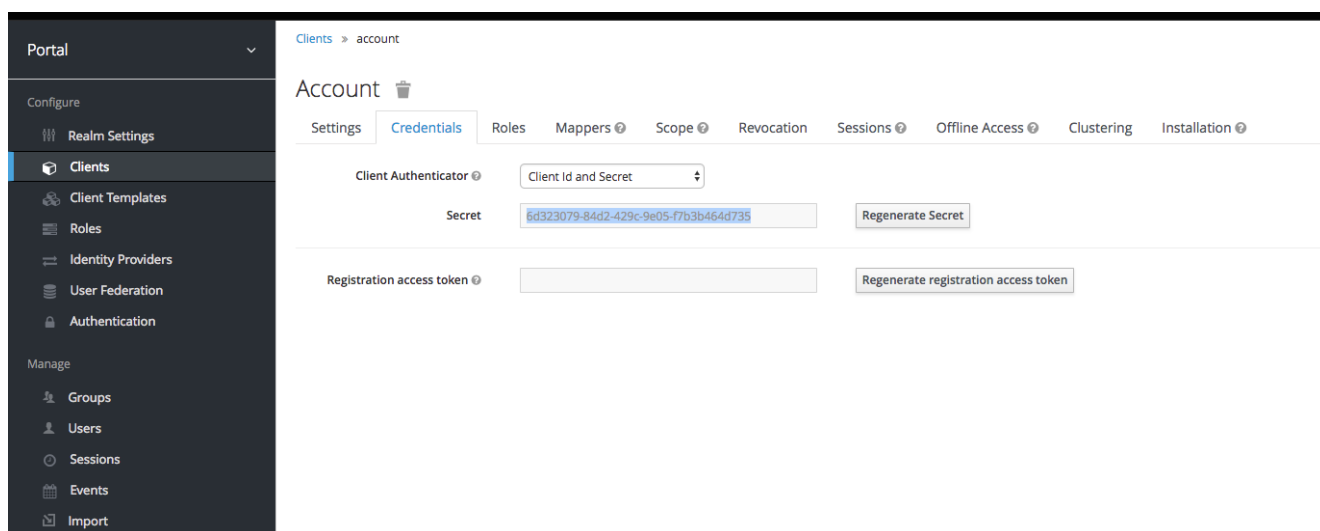 Portal
Configure
Realm Settings
Clients
Client Templates
Roles
Identity Providers
User Federation
Authentication
Manage
Groups
Users
Sessions
Events
Import
Clients » account
Account
Settings Credentials Roles Mappers Scope Revocation Sessions Offline Access Clustering Installation
Client Authenticator Client Id and Secret
Secret 6d323079-84d2-429c-9e05-f7b3b464d735 Regenerate Secret
Registration access token Regenerate registration access token